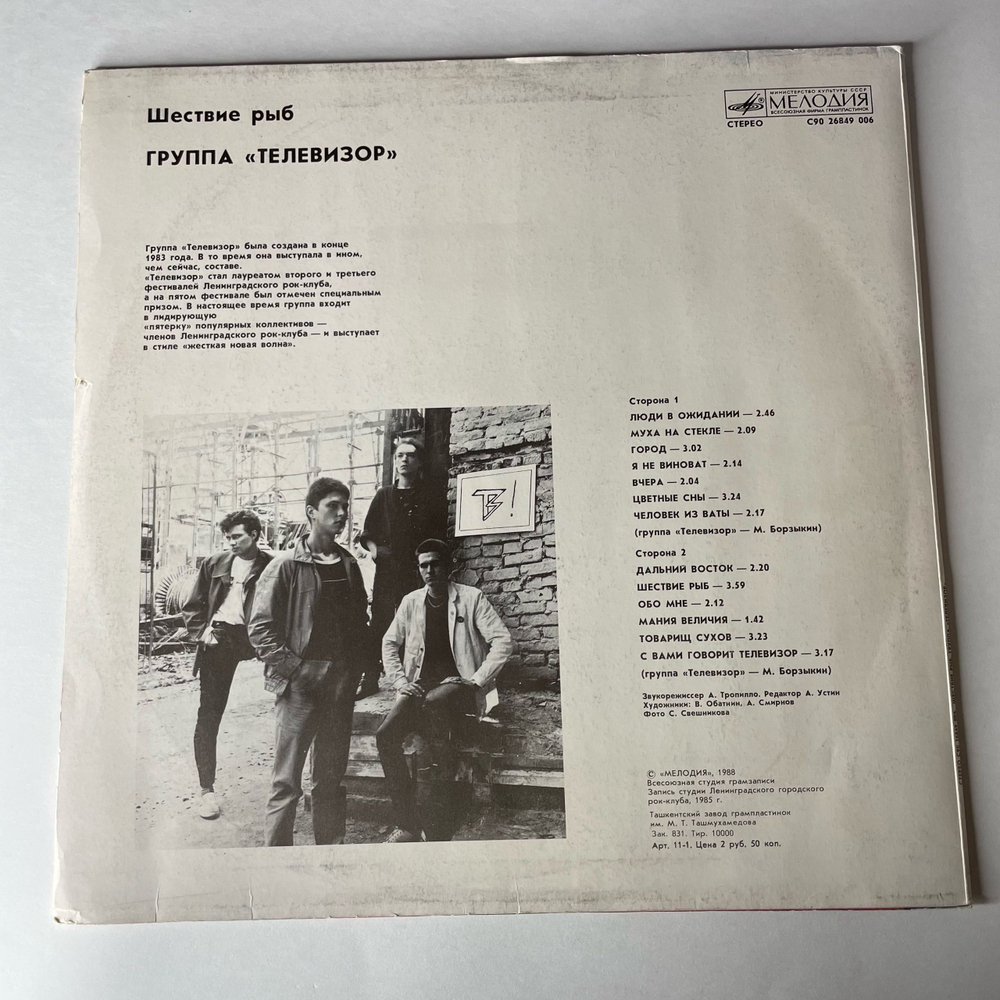 Шествие рыб
ГРУППА «ТЕЛЕВИЗОР»
МИНИСТЕРСТВО КУЛЬТУРЫ СССР
МЕЛОДИЯ
ВСЕСОЮЗНАЯ ФИРМА ГРАМПЛАСТИНОК
СТЕРЕО С90 26849 006
Группа «Телевизор» была создана в конце
1983 года. В то время она выступала в ином,
чем сейчас, составе.
«Телевизор» стал лауреатом второго и третьего
фестивалей Ленинградского рок-клуба,
а на пятом фестивале был отмечен специальным
призом. В настоящее время группа входит
в лидирующую
«пятерку» популярных коллективов —
членов Ленинградского рок-клуба — и выступает
в стиле «жесткая новая волна».
ТВ!
Сторона 1
ЛЮДИ В ОЖИДАНИИ — 2.46
МУХА НА СТЕКЛЕ — 2.09
ГОРОД — 3.02
Я НЕ ВИНОВАТ — 2.14
ВЧЕРА — 2.04
ЦВЕТНЫЕ СНЫ — 3.24
ЧЕЛОВЕК ИЗ ВАТЫ — 2.17
(группа «Телевизор» — М. Борзыкин)
Сторона 2
ДАЛЬНИЙ ВОСТОК — 2.20
ШЕСТВИЕ РЫБ — 3.59
ОБО МНЕ — 2.12
МАНИЯ ВЕЛИЧИЯ — 1.42
ТОВАРИЩ СУХОВ — 3.23
С ВАМИ ГОВОРИТ ТЕЛЕВИЗОР — 3.17
(группа «Телевизор» — М. Борзыкин)
Звукорежиссер А. Тропилло. Редактор А. Устин
Художники: В. Обатнин, А. Смирнов
Фото С. Свешникова
© «МЕЛОДИЯ», 1988
Всесоюзная студия грамзаписи
Запись студии Ленинградского городского
рок-клуба, 1985 г.
Ташкентский завод грампластинок
им. М. Т. Ташмухамедова
Зак. 831. Тир. 10000
Арт. 11-1. Цена 2 руб. 50 коп.